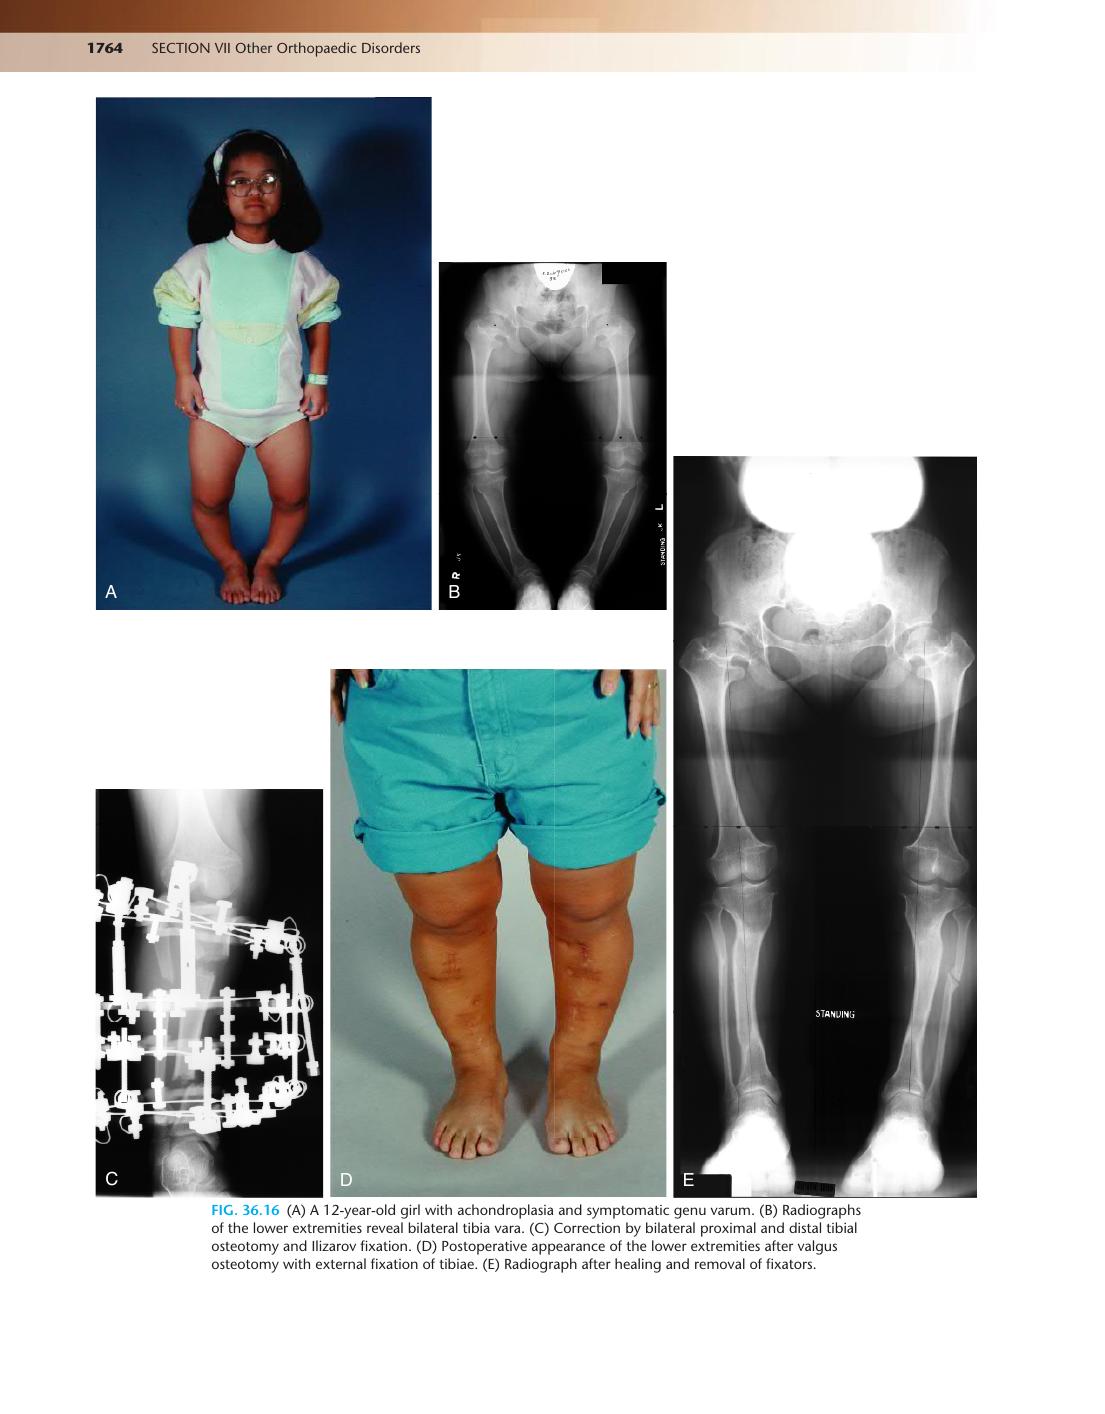 1764 SECTION VII Other Orthopaedic Disorders
A
B
R
L
STANDING
C
D
STANDING
E
FIG. 36.16 (A) A 12-year-old girl with achondroplasia and symptomatic genu varum. (B) Radiographs
of the lower extremities reveal bilateral tibia vara. (C) Correction by bilateral proximal and distal tibial
osteotomy and Ilizarov fixation. (D) Postoperative appearance of the lower extremities after valgus
osteotomy with external fixation of tibiae. (E) Radiograph after healing and removal of fixators.